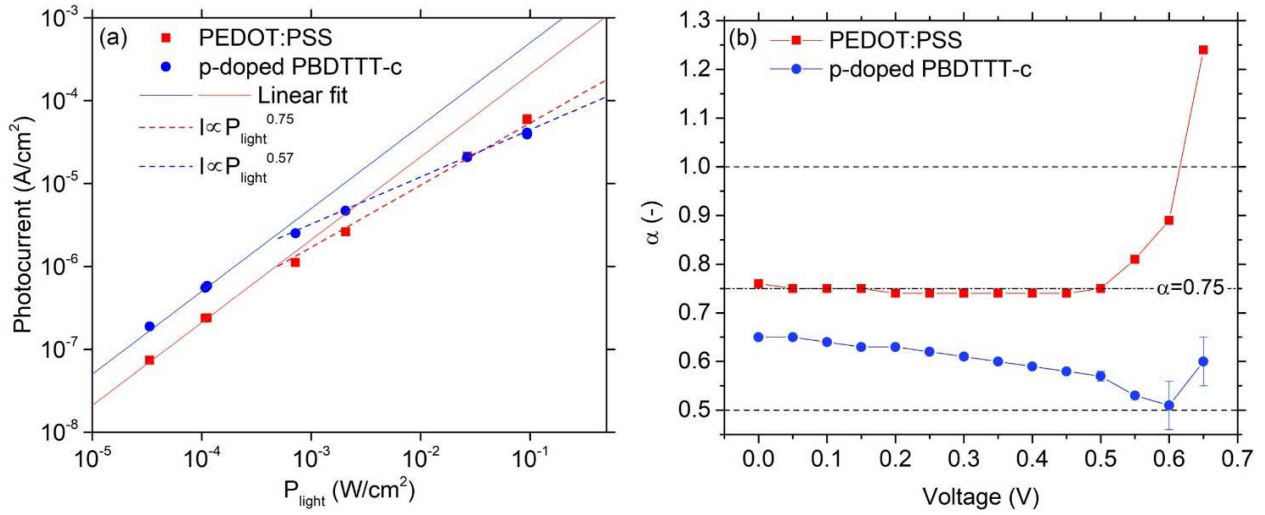 (a)
PEDOT:PSS
p-doped PBDTTT-c
Linear fit
I∝P_light^0.75
I∝P_light^0.57
Photocurrent (A/cm²)
10⁻³
10⁻⁴
10⁻⁵
10⁻⁶
10⁻⁷
10⁻⁸
10⁻⁵ 10⁻⁴ 10⁻³ 10⁻² 10⁻¹
P_light (W/cm²)
(b)
PEDOT:PSS
p-doped PBDTTT-c
α=0.75
α (-)
1.3
1.2
1.1
1.0
0.9
0.8
0.7
0.6
0.5
0.0 0.1 0.2 0.3 0.4 0.5 0.6 0.7
Voltage (V)